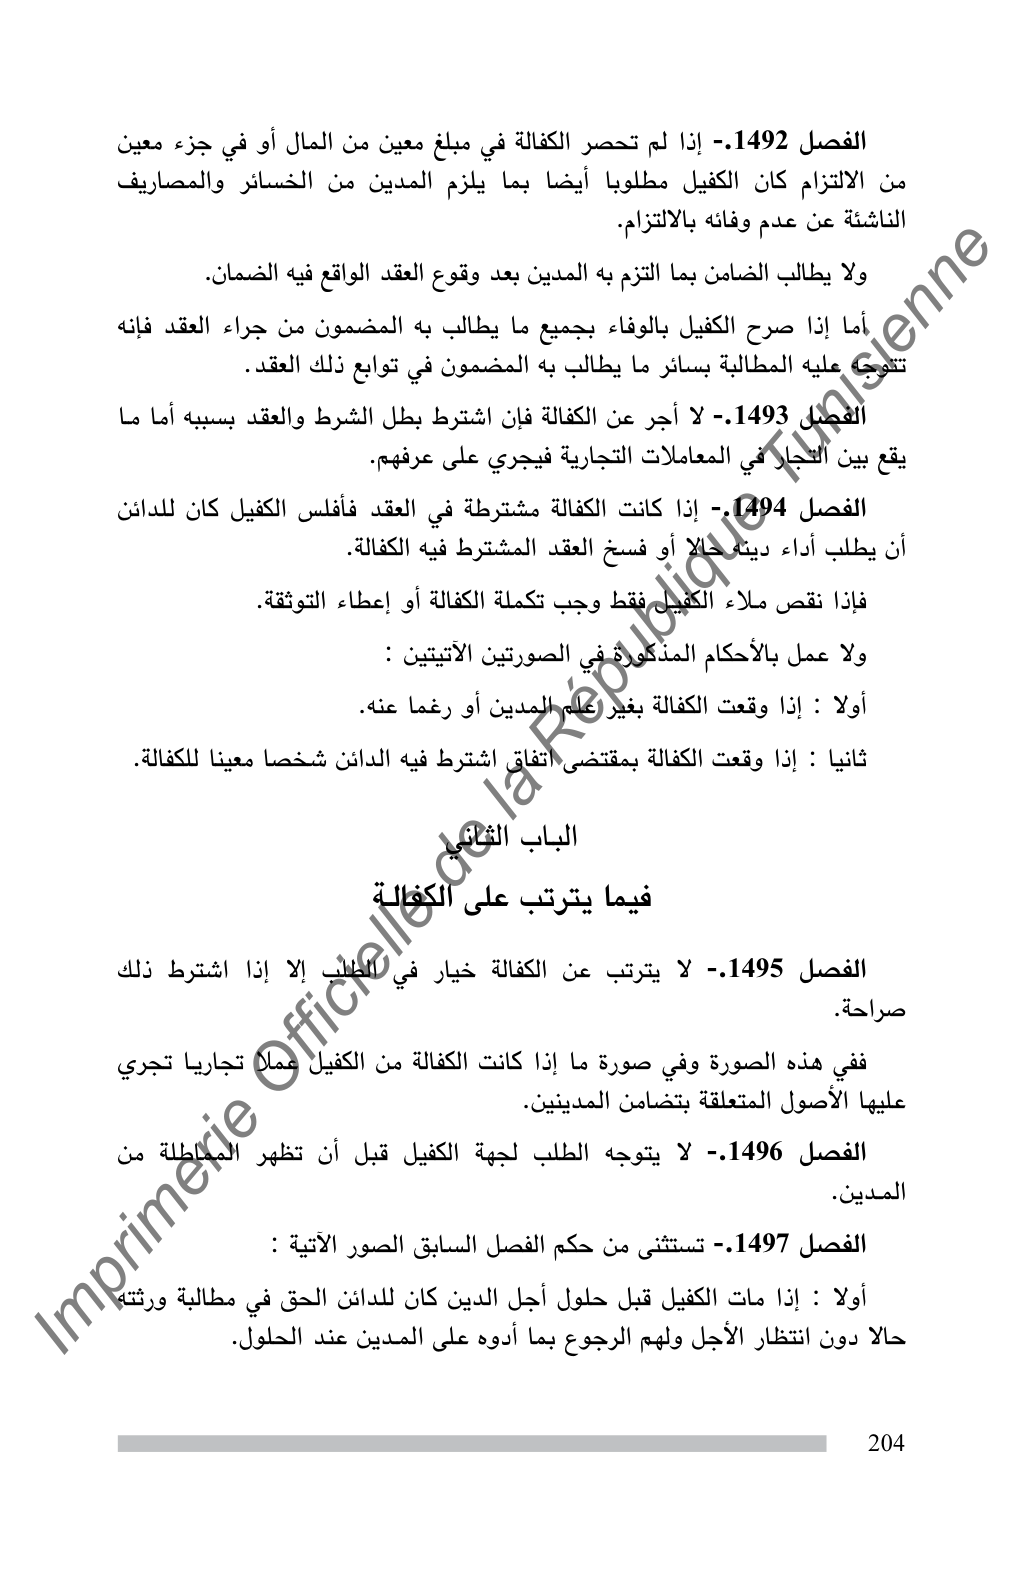 الفصل 1492.- إذا لم تحصر الكفالة في مبلغ معين من المال أو في جزء معين
من الالتزام كان الكفيل مطلوبا أيضا بما يلزم المدين من الخسائر والمصاريف
الناشئة عن عدم وفائه بالالتزام.
ولا يطالب الضامن بما التزم به المدين بعد وقوع العقد الواقع فيه الضمان.
أما إذا صرح الكفيل بالوفاء بجميع ما يطالب به المضمون من جراء العقد فإنه
تتوجه عليه المطالبة بسائر ما يطالب به المضمون في توابع ذلك العقد.
الفصل 1493.- لا أجر عن الكفالة فإن اشترط بطل الشرط والعقد بسببه أما ما
يقع بين التجار في المعاملات التجارية فيجري على عرفهم.
الفصل 1494.- إذا كانت الكفالة مشترطة في العقد فأفلس الكفيل كان للدائن
أن يطلب أداء دينه حالا أو فسخ العقد المشترط فيه الكفالة.
فإذا نقص ملاء الكفيل فقط وجب تكملة الكفالة أو إعطاء التوثقة.
ولا عمل بالأحكام المذكورة في الصورتين الآتيتين :
أولا : إذا وقعت الكفالة بغير علم المدين أو رغما عنه.
ثانيا : إذا وقعت الكفالة بمقتضى اتفاق اشترط فيه الدائن شخصا معينا للكفالة.
الباب الثاني
فيما يترتب على الكفالة
الفصل 1495.- لا يترتب عن الكفالة خيار في الطلب إلا إذا اشترط ذلك
صراحة.
ففي هذه الصورة وفي صورة ما إذا كانت الكفالة من الكفيل عملا تجاريا تجري
عليها الأصول المتعلقة بتضامن المدينين.
الفصل 1496.- لا يتوجه الطلب لجهة الكفيل قبل أن تظهر المماطلة من
المدين.
الفصل 1497.- تستثنى من حكم الفصل السابق الصور الآتية :
أولا : إذا مات الكفيل قبل حلول أجل الدين كان للدائن الحق في مطالبة ورثته
حالا دون انتظار الأجل ولهم الرجوع بما أدوه على المدين عند الحلول.
204
Imprimerie Officielle de la République Tunisienne